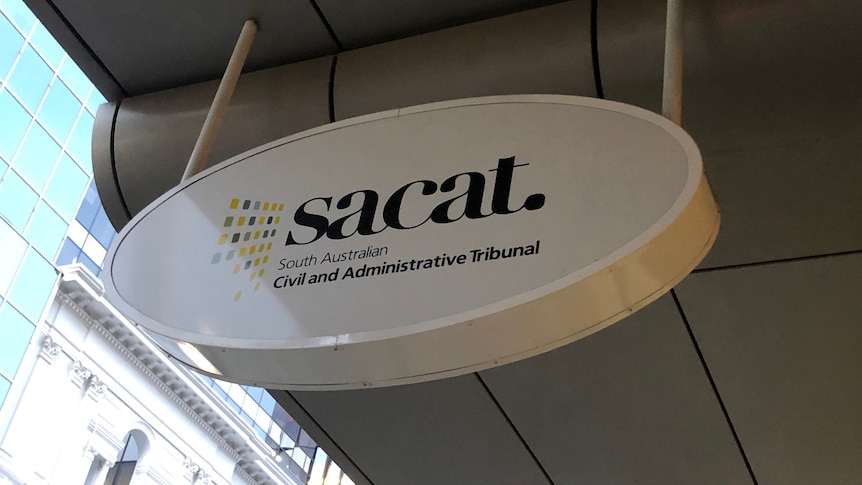 sacat.
South Australian
Civil and Administrative Tribunal